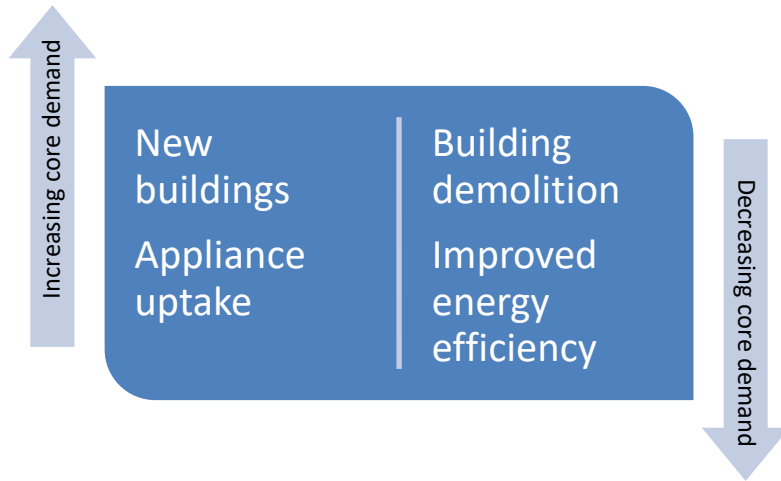 Increasing core demand
New
buildings
Appliance
uptake
Building
demolition
Improved
energy
efficiency
Decreasing core demand